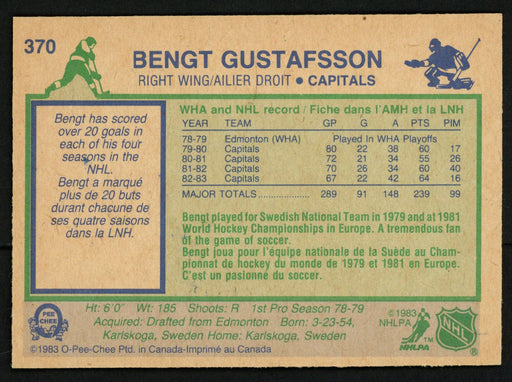 370
BENGT GUSTAFSSON
RIGHT WING/AILIER DROIT • CAPITALS
Bengt has scored
over 20 goals in
each of his four
seasons in the
NHL.
Bengt a marqué
plus de 20 buts
durant chacune de
ses quatre saisons
dans la LNH.
WHA and NHL record / Fiche dans l'AMH et la LNH
YEAR TEAM GP G A PTS PIM
78-79 Edmonton (WHA) Played In WHA Playoffs
79-80 Capitals 80 22 38 60 17
80-81 Capitals 72 21 34 55 26
81-82 Capitals 70 26 34 60 40
82-83 Capitals 67 22 42 64 16
MAJOR TOTALS 289 91 148 239 99
Bengt played for Swedish National Team in 1979 and at 1981
World Hockey Championships in Europe. A tremendous fan
of the game of soccer.
Bengt joua pour l'équipe nationale de la Suède au Cham-
pionnat de hockey du monde de 1979 et 1981 en Europe.
C'est un pasionné du soccer.
O PEE CHEE
Ht: 6'0" Wt: 185 Shoots: R 1st Pro Season 78-79
Acquired: Drafted from Edmonton Born: 3-23-54,
Karlskoga, Sweden Home: Karlskoga, Sweden
©1983 O-Pee-Chee Ptd. in Canada-Imprimé au Canada
©1983
NHLPA
NHLPA
TM
NHL
®